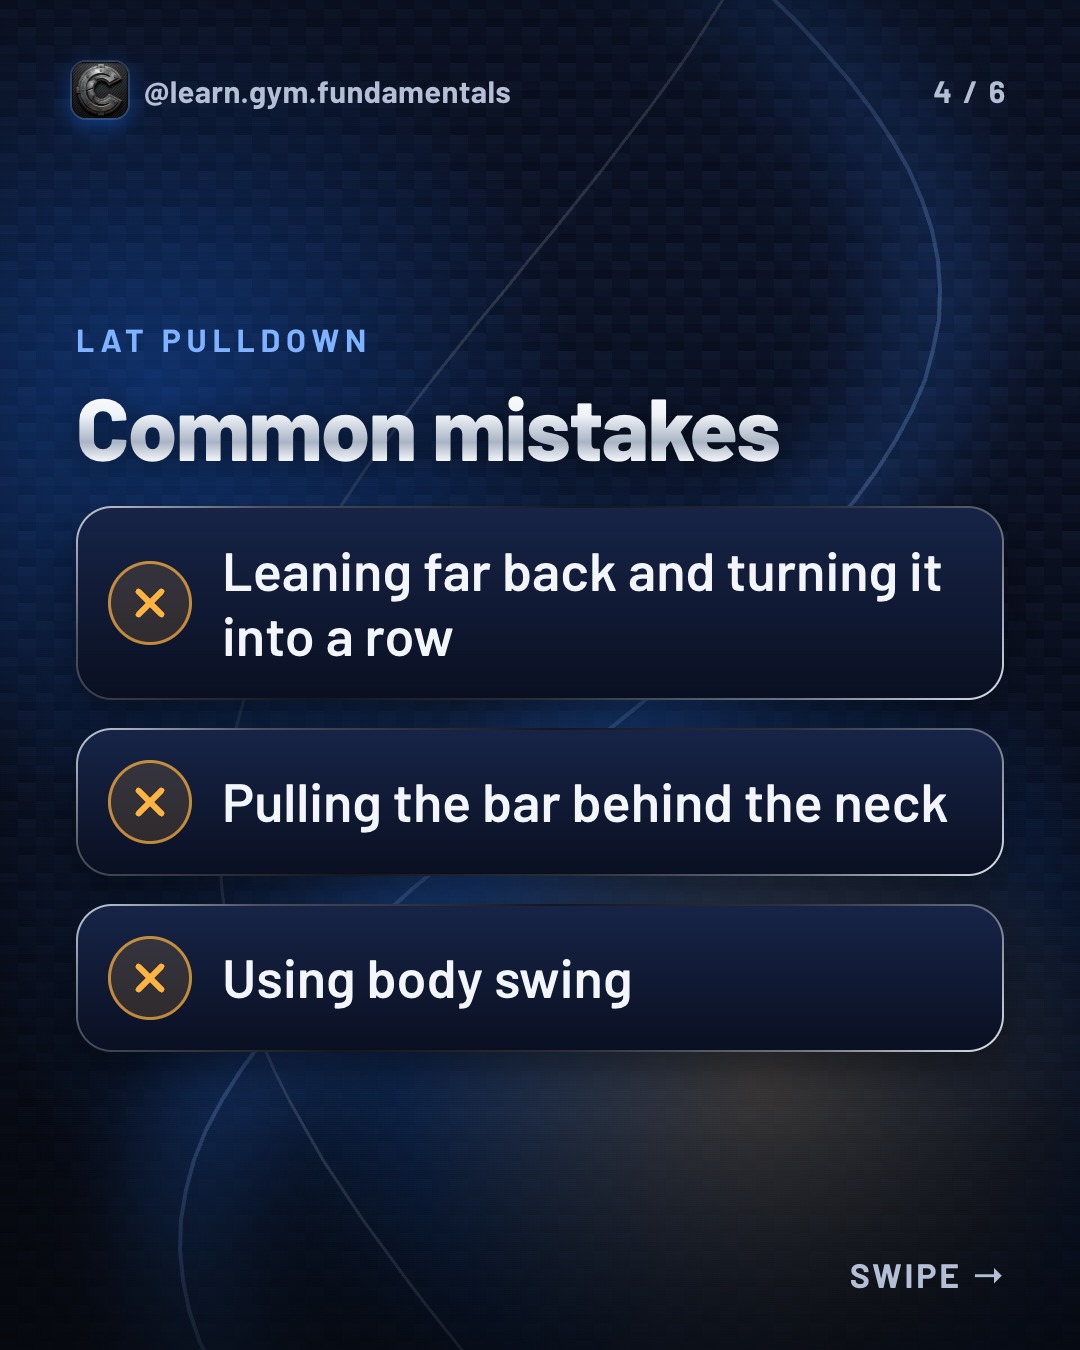 @learn.gym.fundamentals
4 / 6
LAT PULLDOWN
Common mistakes
Leaning far back and turning it
into a row
Pulling the bar behind the neck
Using body swing
SWIPE →